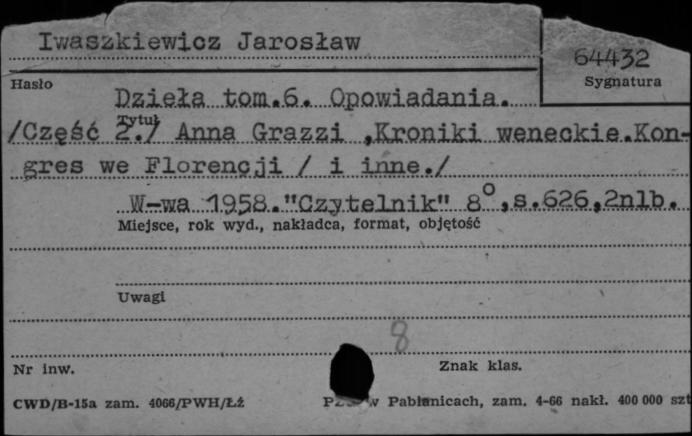 Iwaszkiewicz Jarosław
64432
Hasło
Sygnatura
Dzieła tom.6. Opowiadania.
Tytuł
/Część 2./ Anna Grazzi ,Kroniki weneckie.Kon-
gres we Florencji / i inne./
W-wa 1958."Czytelnik" 8°,s.626,2nlb.
Miejsce, rok wyd., nakładca, format, objętość
Uwagi
8
Nr inw.
Znak klas.
CWD/B-15a zam. 4066/PWH/Łż
w Pabianicach, zam. 4-66 nakł. 400 000 szt